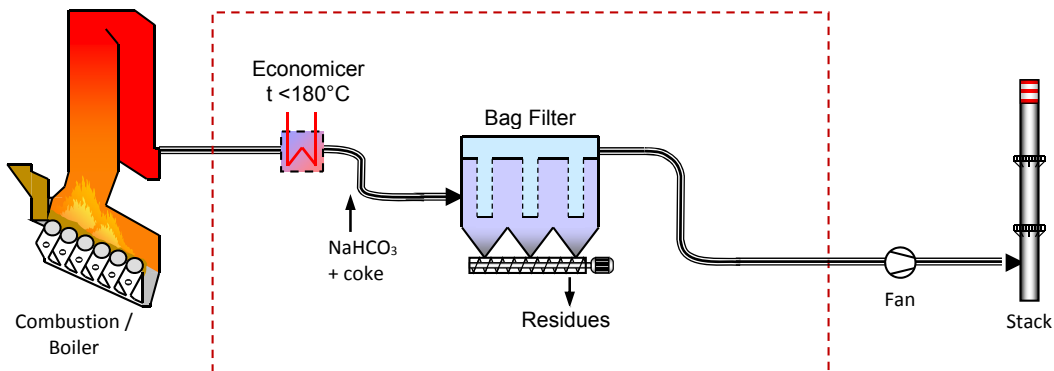 Economicer
t <180°C
Bag Filter
NaHCO₃
+ coke
Residues
Combustion /
Boiler
Fan
Stack